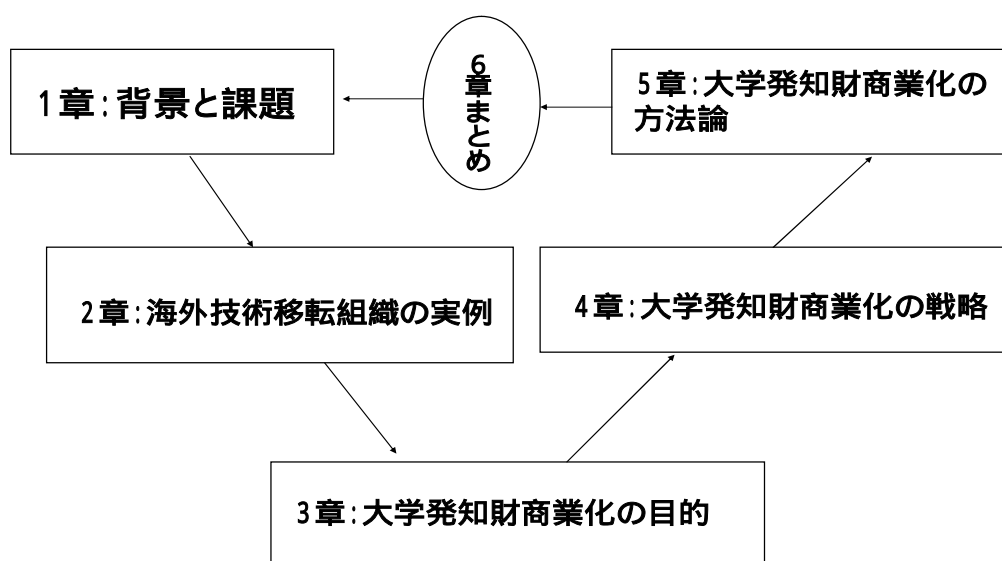 1章:背景と課題
6章まとめ
5章:大学発知財商業化の
方法論
2章:海外技術移転組織の実例
4章:大学発知財商業化の戦略
3章:大学発知財商業化の目的